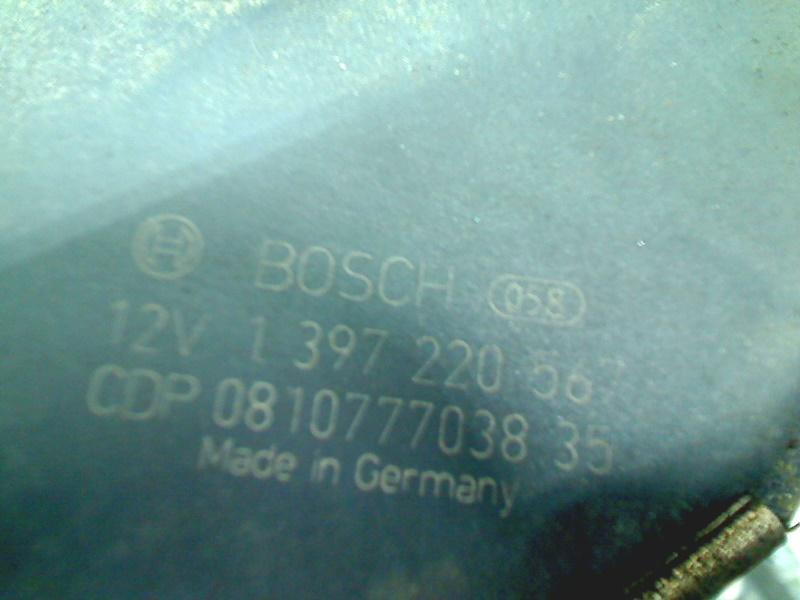 BOSCH 058
12V 1 397 220 567
CDP 0810777038 35
Made in Germany